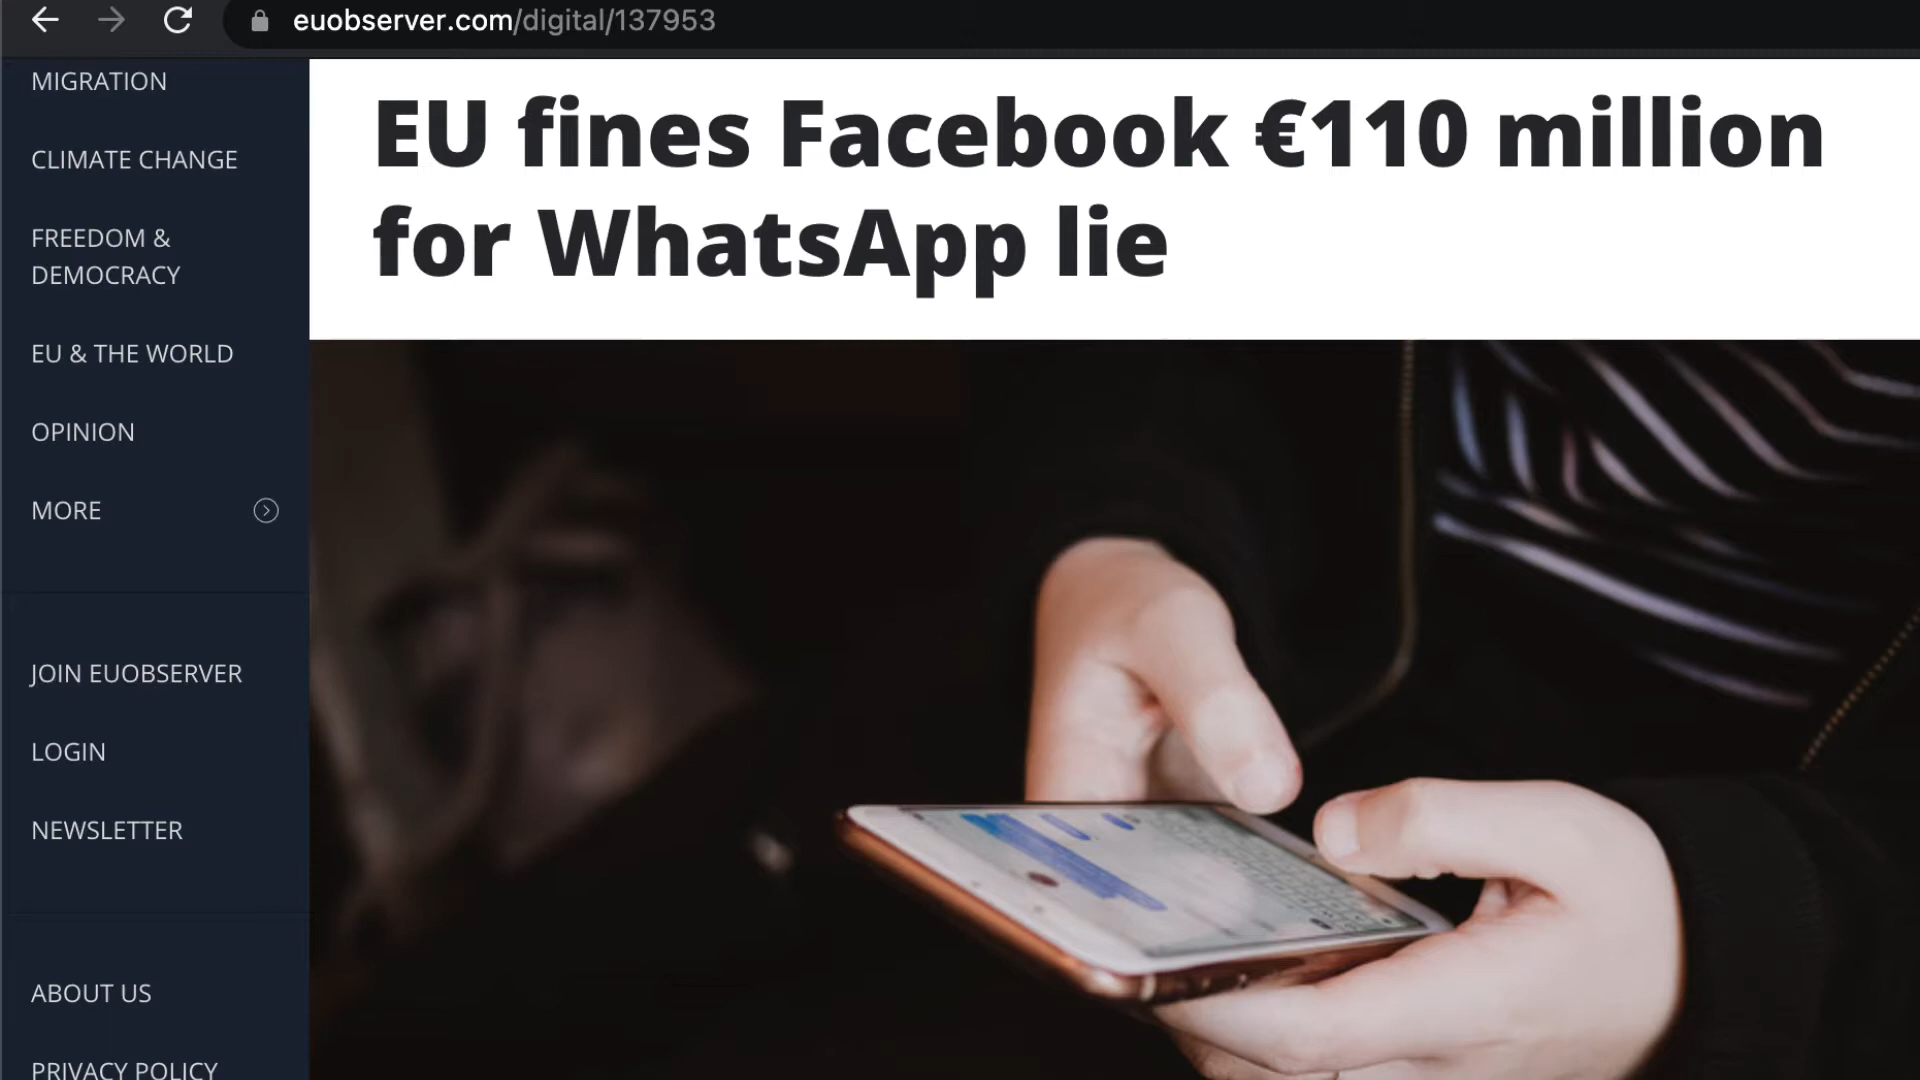 euobserver.com/digital/137953
MIGRATION
CLIMATE CHANGE
FREEDOM &
DEMOCRACY
EU & THE WORLD
OPINION
MORE
JOIN EUOBSERVER
LOGIN
NEWSLETTER
ABOUT US
PRIVACY POLICY
EU fines Facebook €110 million
for WhatsApp lie